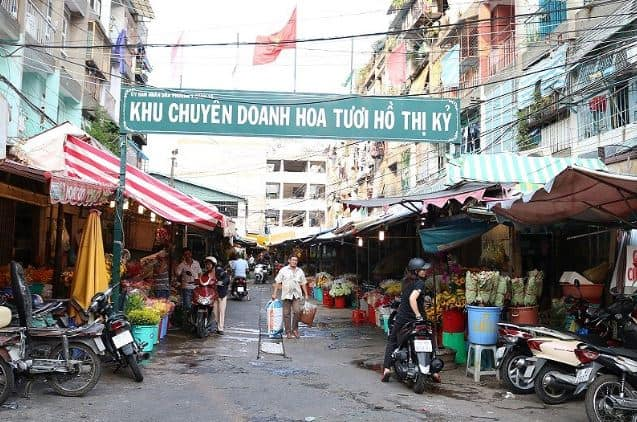 KHU CHUYÊN DOANH HOA TƯƠI HỒ THỊ KỶ